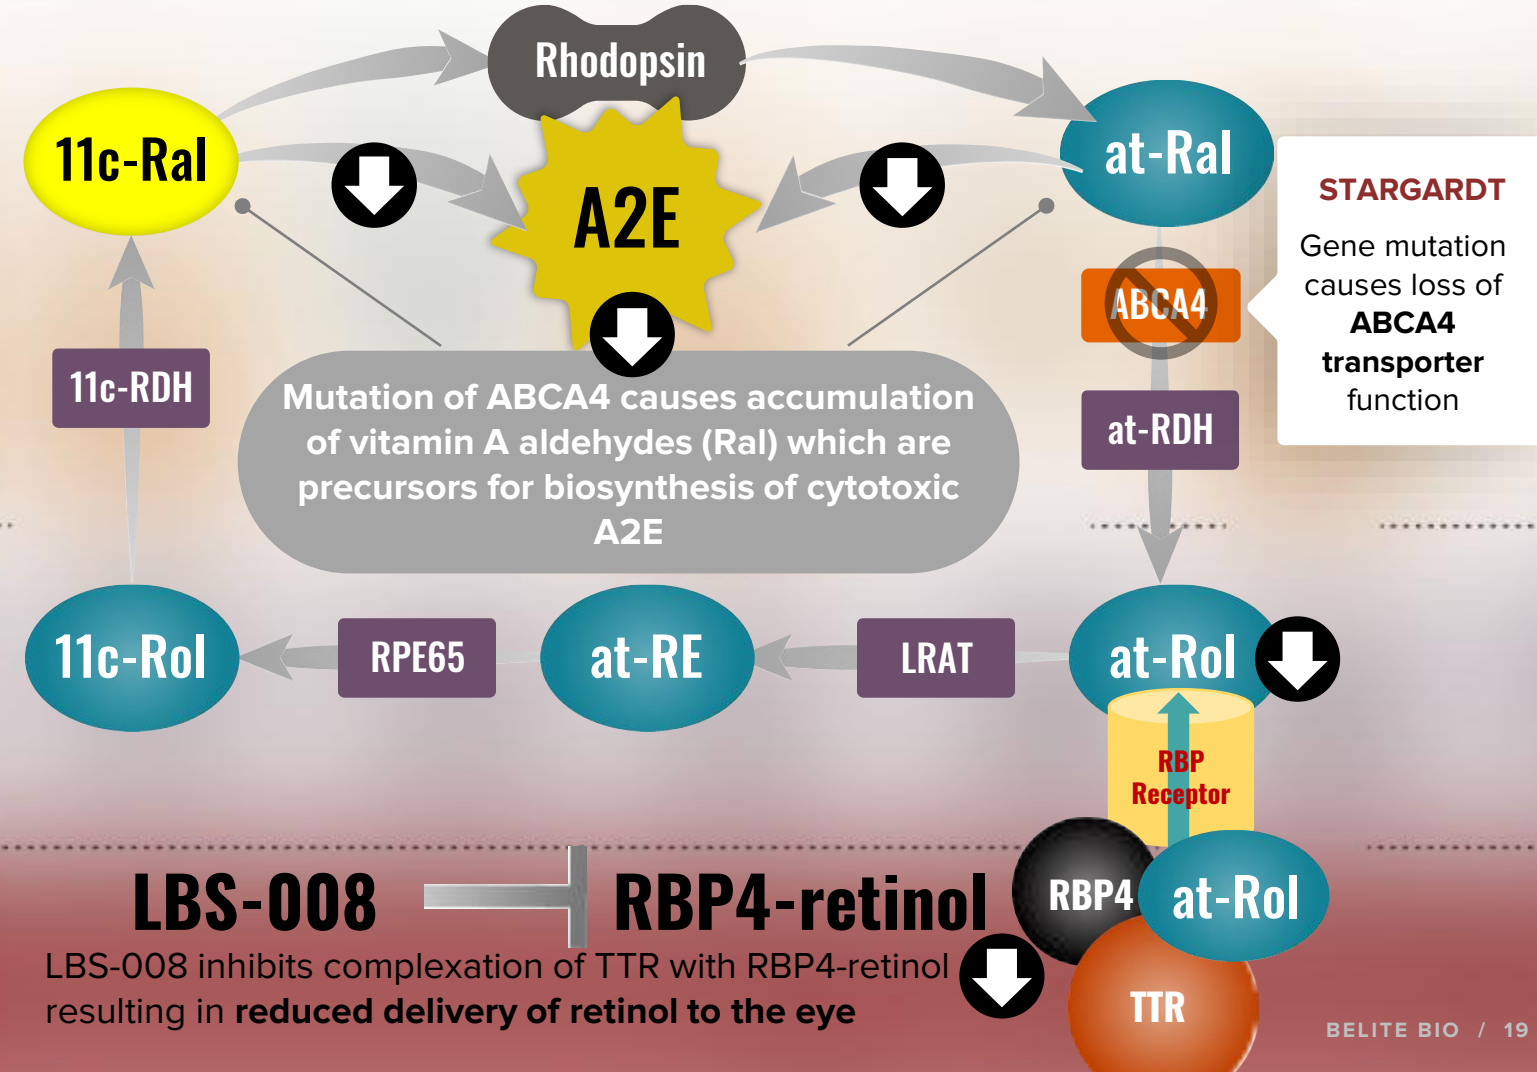 Rhodopsin
11c-Ral
at-Ral
A2E
STARGARDT
Gene mutation
causes loss of
ABCA4
transporter
function
ABCA4
11c-RDH
at-RDH
Mutation of ABCA4 causes accumulation
of vitamin A aldehydes (Ral) which are
precursors for biosynthesis of cytotoxic
A2E
11c-Rol
RPE65
at-RE
LRAT
at-Rol
RBP
Receptor
LBS-008
RBP4-retinol
RBP4
at-Rol
LBS-008 inhibits complexation of TTR with RBP4-retinol
resulting in reduced delivery of retinol to the eye
TTR
BELITE BIO / 19